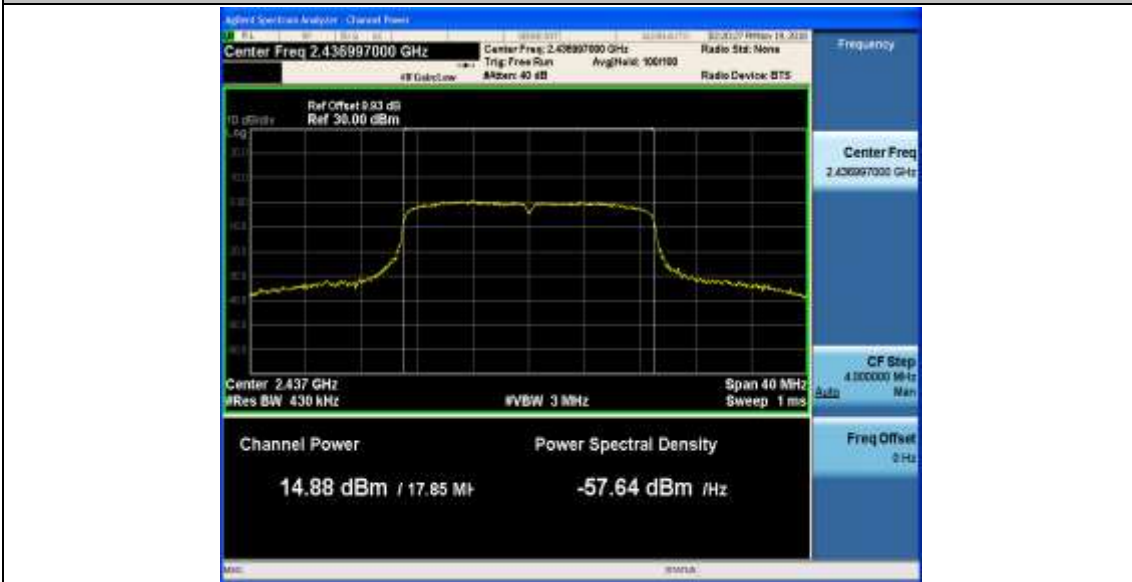 Agilent Spectrum Analyzer - Channel Power
Center Freq 2.436997000 GHz
Center Freq: 2.436997000 GHz
Radio Std: None
Trig: Free Run
Avg|Hold: 100/100
#IFGain:Low
#Atten: 40 dB
Radio Device: BTS
Frequency
Ref Offset 9.93 dB
10 dB/div
Ref 30.00 dBm
Log
Center Freq
2.436997000 GHz
Center 2.437 GHz
Span 40 MHz
#Res BW 430 kHz
#VBW 3 MHz
Sweep 1 ms
CF Step
4.000000 MHz
Auto
Man
Channel Power
Power Spectral Density
14.88 dBm / 17.85 MH
-57.64 dBm /Hz
Freq Offset
0 Hz
MSG
STATUS